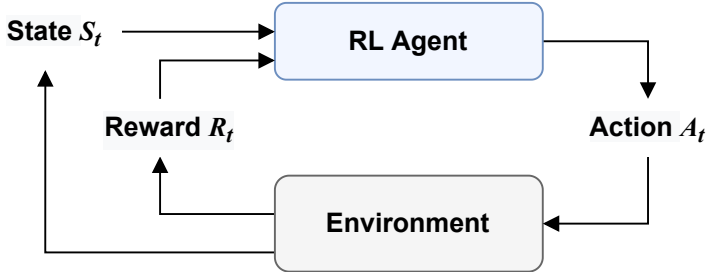 State Sₜ
RL Agent
Reward Rₜ
Action Aₜ
Environment